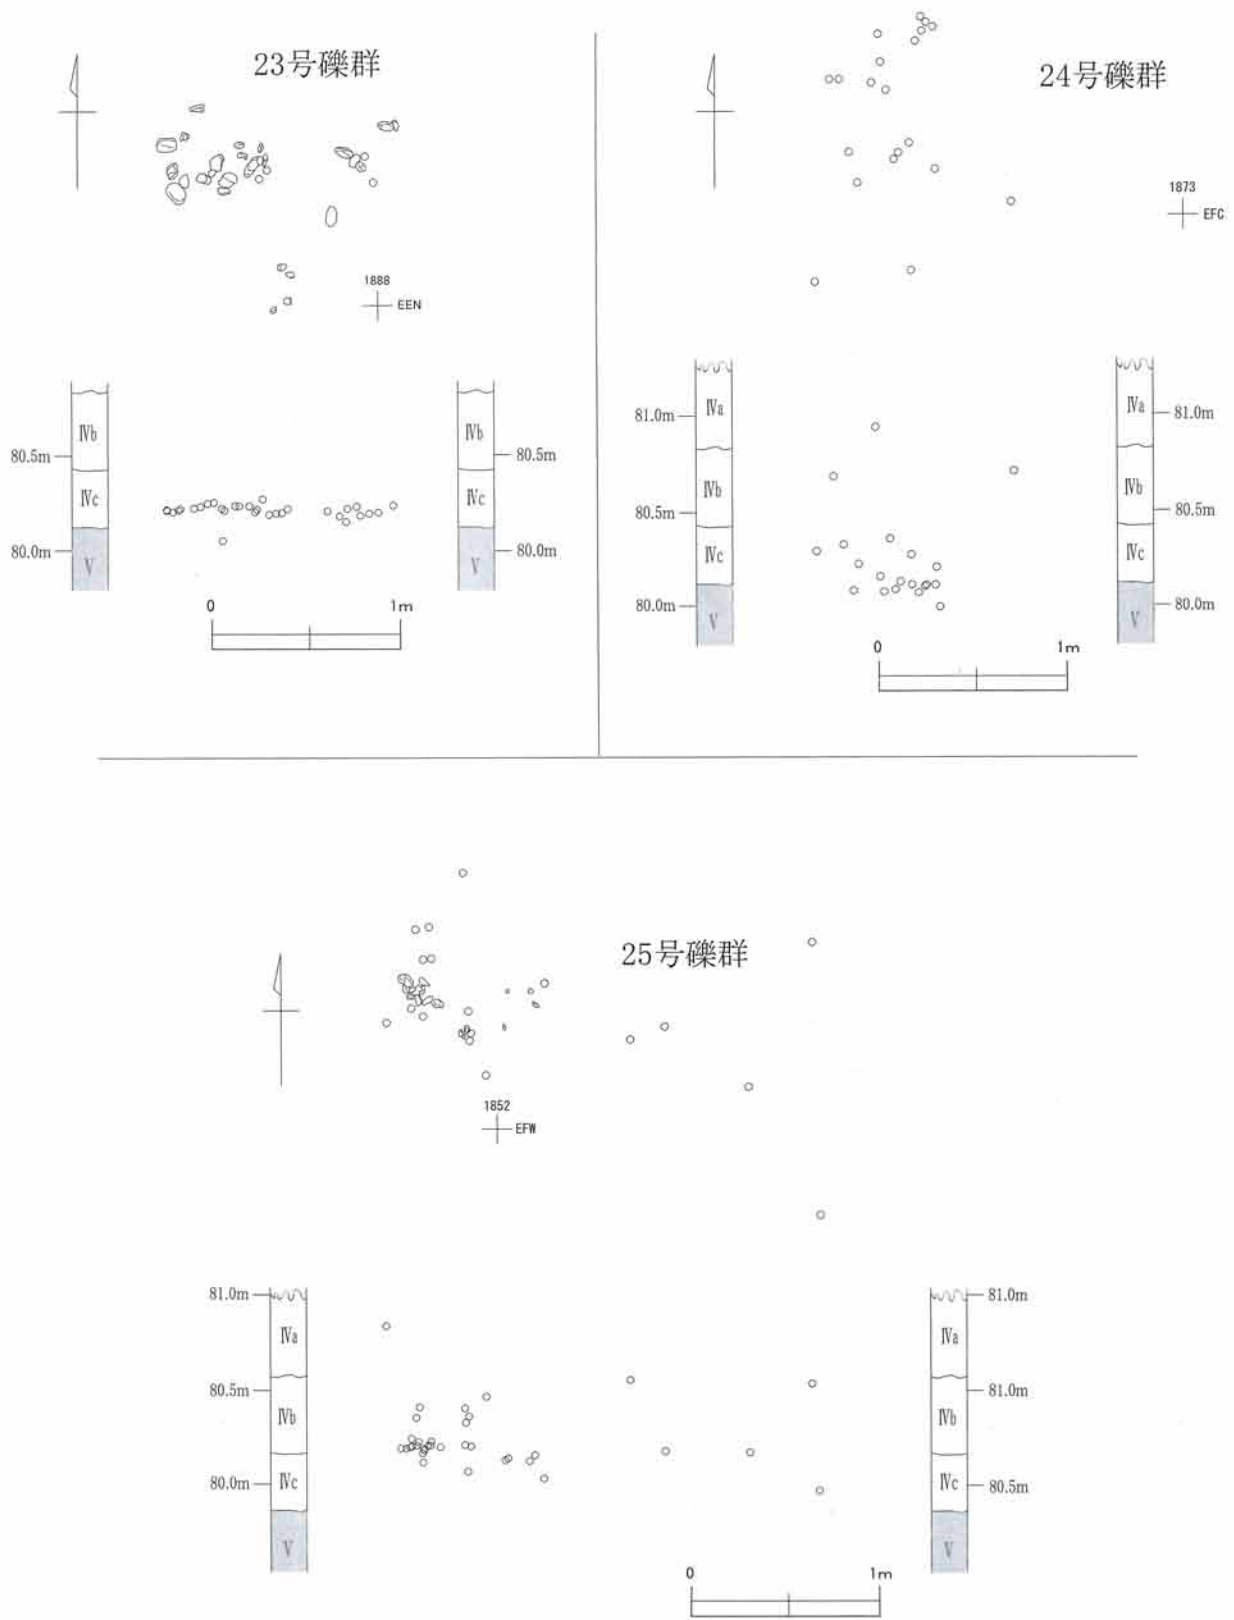 23号礫群
1888
EEN
Ⅳb
Ⅳb
80.5m
80.5m
Ⅳc
Ⅳc
80.0m
80.0m
Ⅴ
Ⅴ
0
1m
24号礫群
1873
EFC
81.0m
Ⅳa
Ⅳa
81.0m
Ⅳb
Ⅳb
80.5m
80.5m
Ⅳc
Ⅳc
80.0m
80.0m
Ⅴ
Ⅴ
0
1m
25号礫群
1852
EFW
81.0m
81.0m
Ⅳa
Ⅳa
80.5m
81.0m
Ⅳb
Ⅳb
80.0m
Ⅳc
Ⅳc
80.5m
Ⅴ
Ⅴ
0
1m